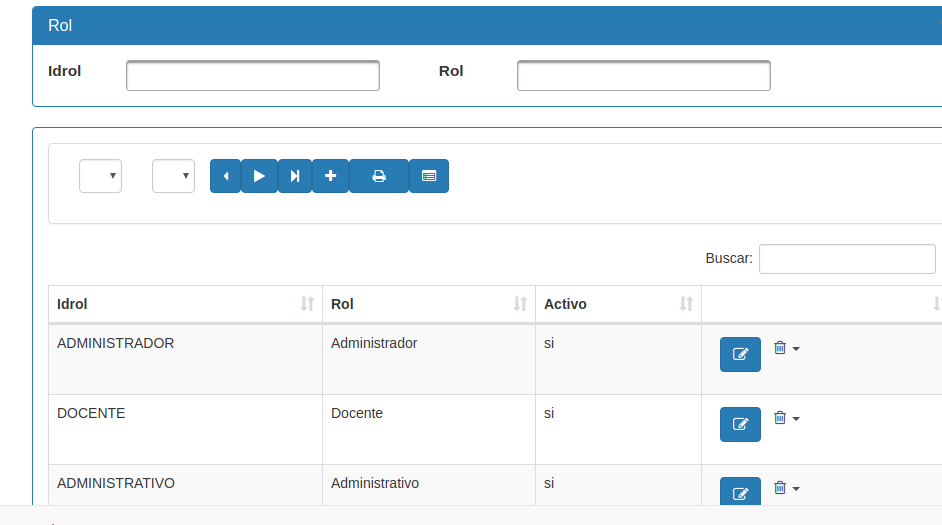 Rol
Idrol Rol
Buscar:
Idrol Rol Activo
ADMINISTRADOR Administrador si
DOCENTE Docente si
ADMINISTRATIVO Administrativo si